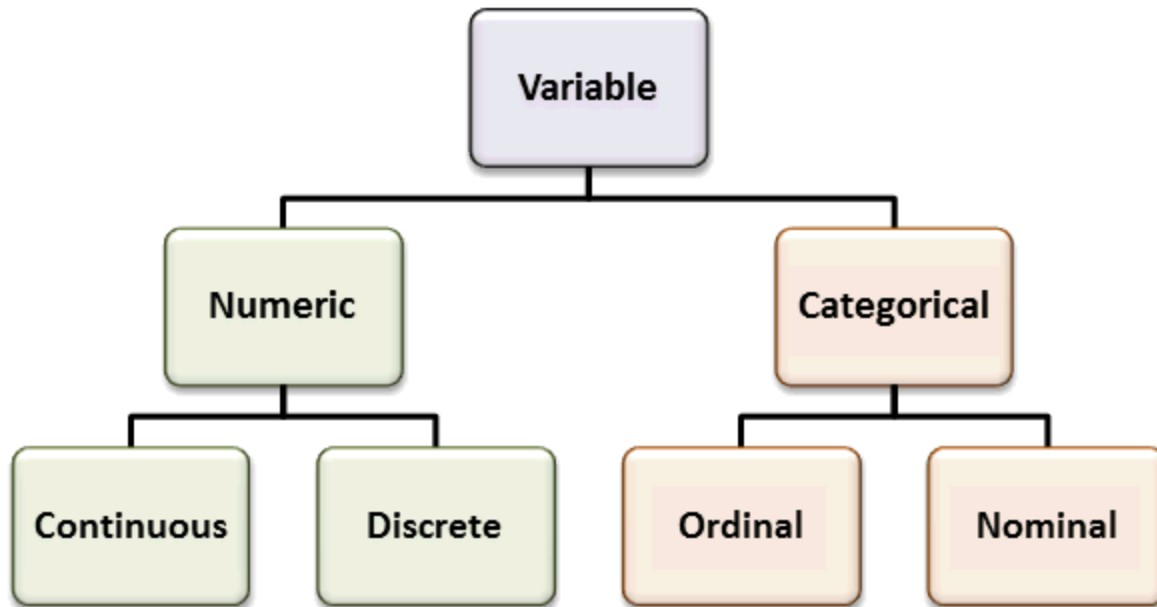 Variable
Numeric
Categorical
Continuous
Discrete
Ordinal
Nominal